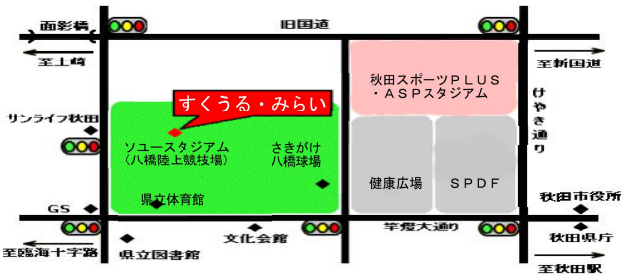 面影橋
旧国道
至土崎
至新国道
秋田スポーツPLUS
・ASPスタジアム
けやき通り
すくうる・みらい
サンライフ秋田
ソユースタジアム
(八橋陸上競技場)
さきがけ
八橋球場
健康広場
SPDF
県立体育館
秋田市役所
GS
文化会館
竿燈大通り
秋田県庁
至臨海十字路
県立図書館
至秋田駅